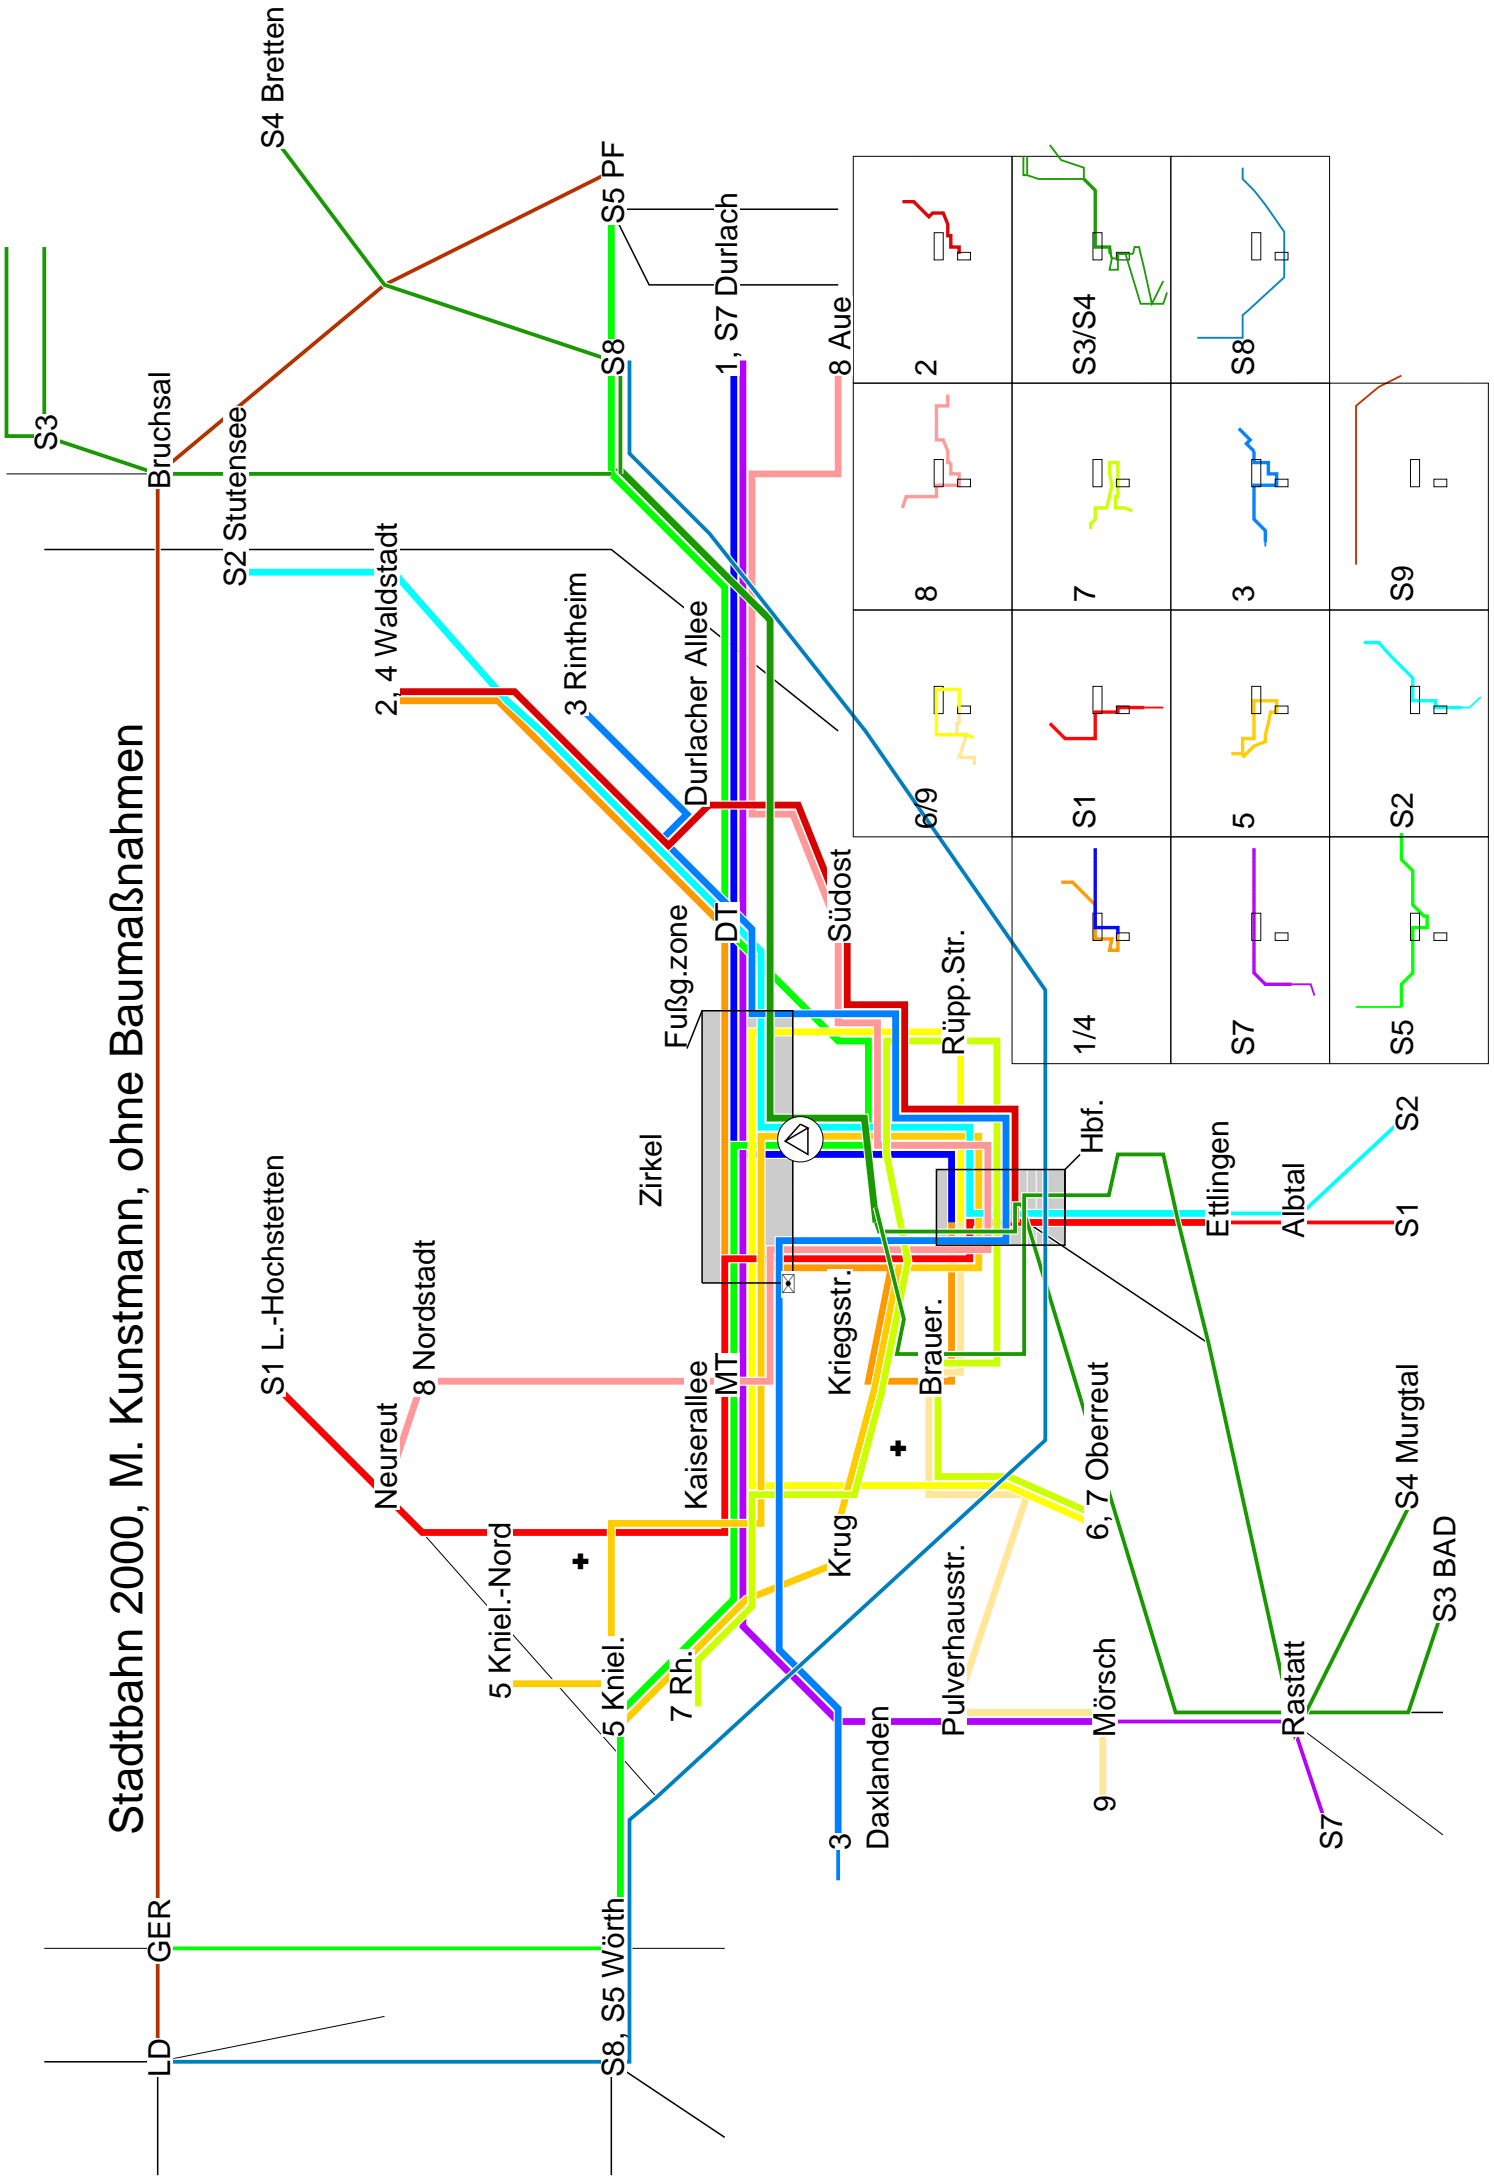 Stadtbahn 2000, M. Kunstmann, ohne Baumaßnahmen
LD
GER
Bruchsal
S3
S4 Bretten
S2 Stutensee
S1 L.-Hochstetten
Neureut
8 Nordstadt
2, 4 Waldstadt
3 Rintheim
5 Kniel.-Nord
5 Kniel.
S8, S5 Wörth
S8
S5 PF
7 Rh.
Kaiserallee
MT
Zirkel
Fußg.zone
DT
Durlacher Allee
1, S7 Durlach
3
Daxlanden
Krug
Kriegsstr.
Südost
8 Aue
Pulverhausstr.
Brauer.
Rüpp.Str.
9
Mörsch
6, 7 Oberreut
Hbf.
Ettlingen
Albtal
S7
Rastatt
S4 Murgtal
S3 BAD
S1
S2
6/9
8
2
1/4
S1
7
S3/S4
S7
5
3
S8
S5
S2
S9